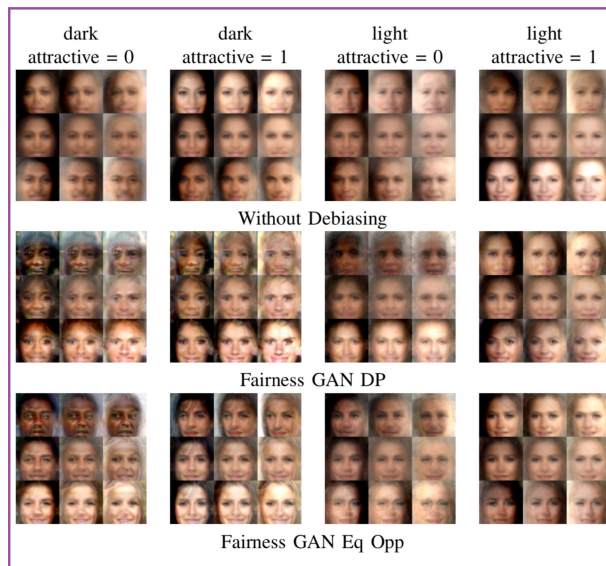 dark dark light light
attractive = 0 attractive = 1 attractive = 0 attractive = 1
Without Debiasing
Fairness GAN DP
Fairness GAN Eq Opp